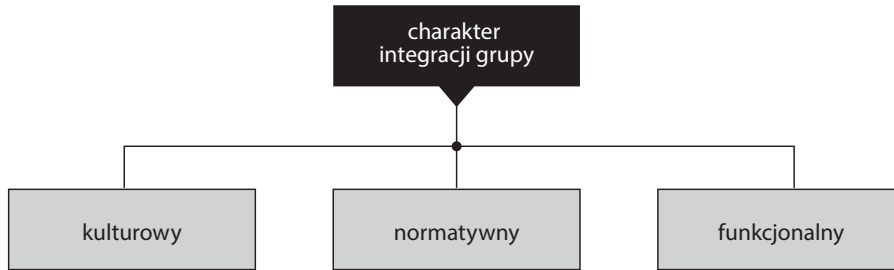 charakter
integracji grupy
kulturowy
normatywny
funkcjonalny